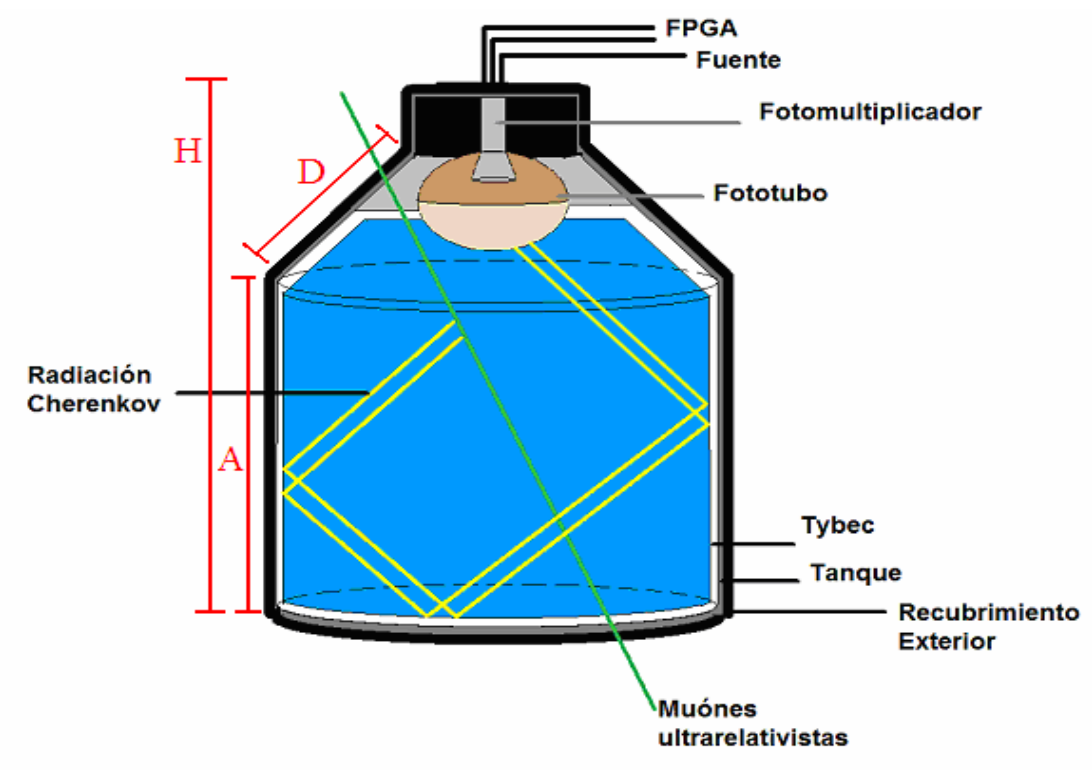 FPGA
Fuente
Fotomultiplicador
H
D
Fototubo
Radiación
Cherenkov
A
Tybec
Tanque
Recubrimiento
Exterior
Muónes
ultrarelativistas